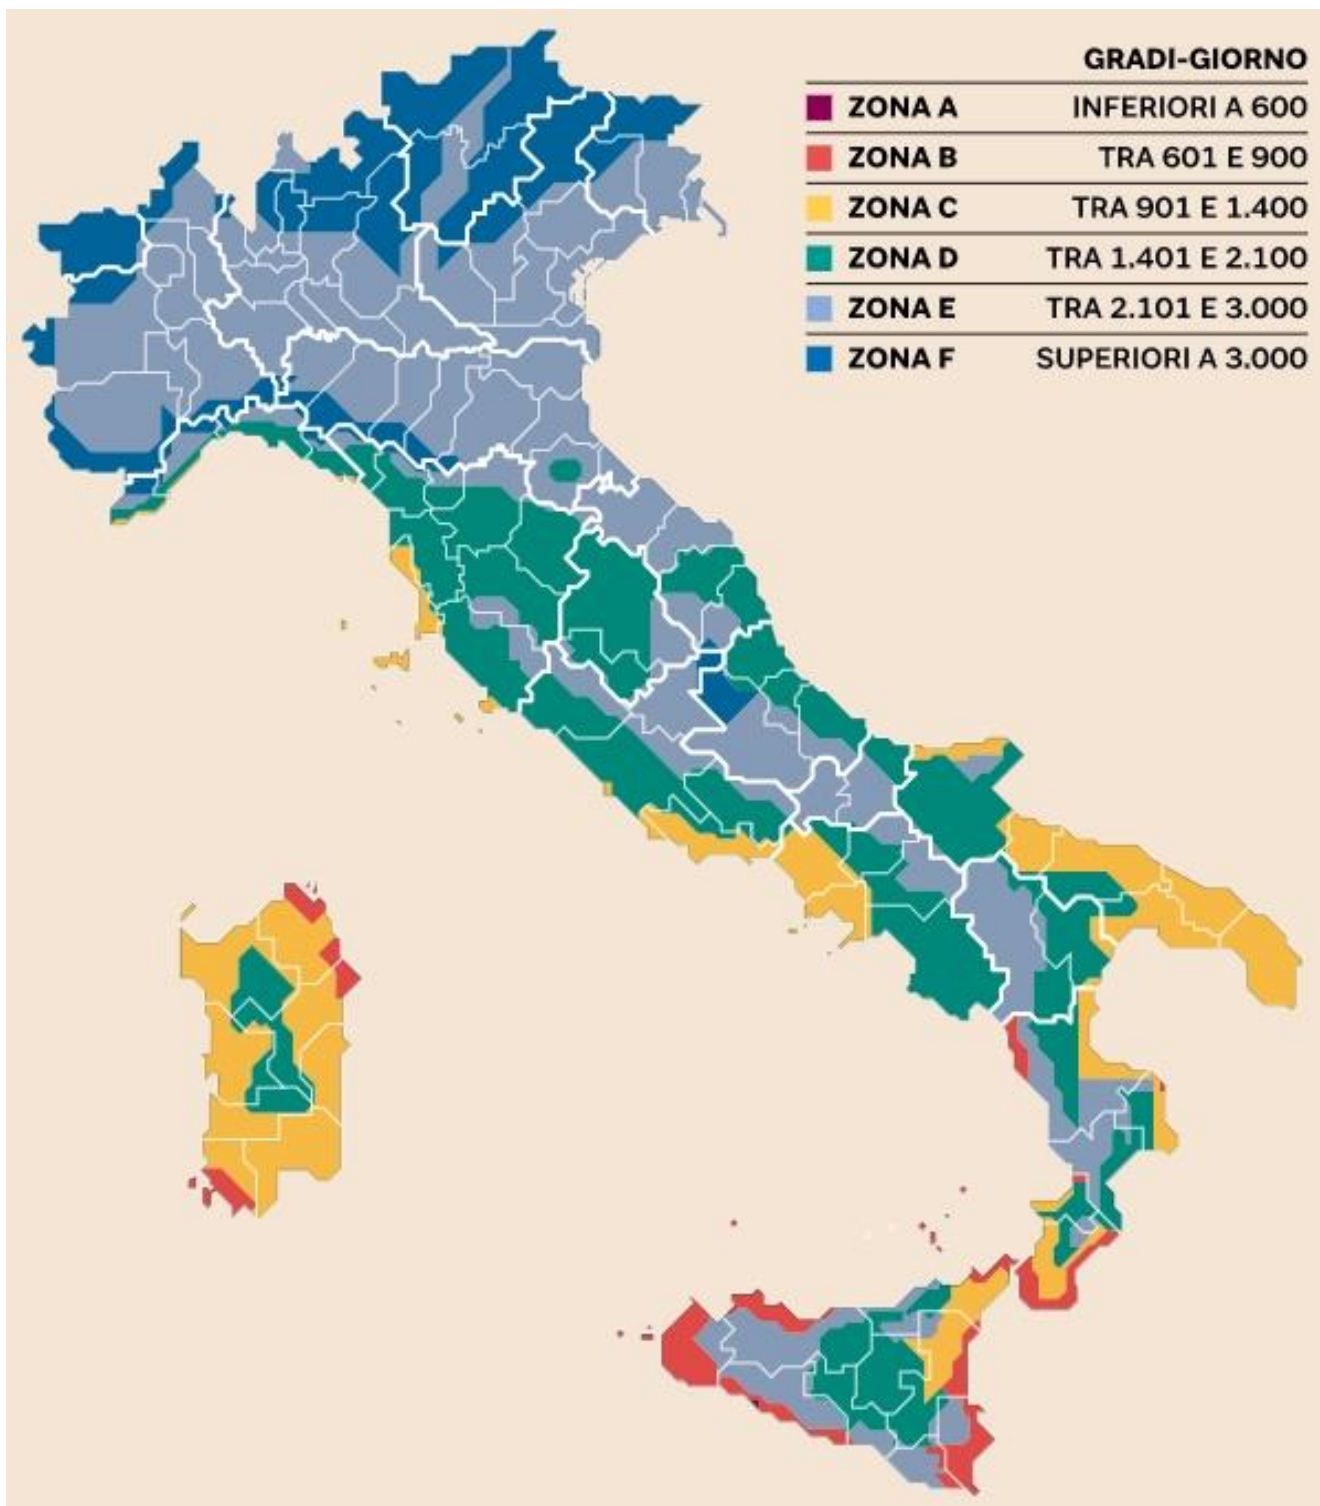 GRADI-GIORNO
ZONA A INFERIORI A 600
ZONA B TRA 601 E 900
ZONA C TRA 901 E 1.400
ZONA D TRA 1.401 E 2.100
ZONA E TRA 2.101 E 3.000
ZONA F SUPERIORI A 3.000